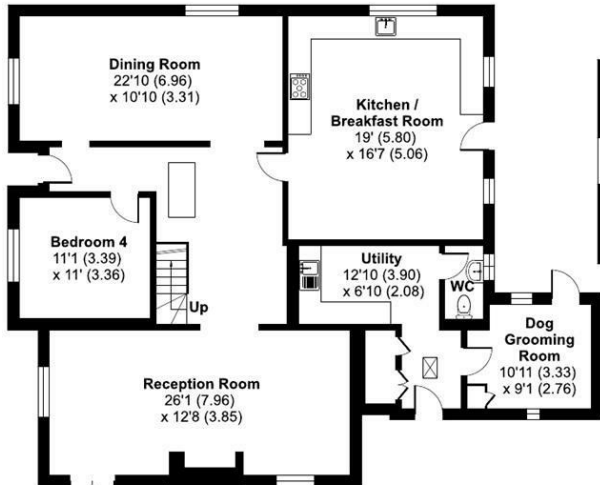 Dining Room
22'10 (6.96)
x 10'10 (3.31)
Kitchen /
Breakfast Room
19' (5.80)
x 16'7 (5.06)
Bedroom 4
11'1 (3.39)
x 11' (3.36)
Up
Utility
12'10 (3.90)
x 6'10 (2.08)
WC
Dog
Grooming
Room
10'11 (3.33)
x 9'1 (2.76)
Reception Room
26'1 (7.96)
x 12'8 (3.85)